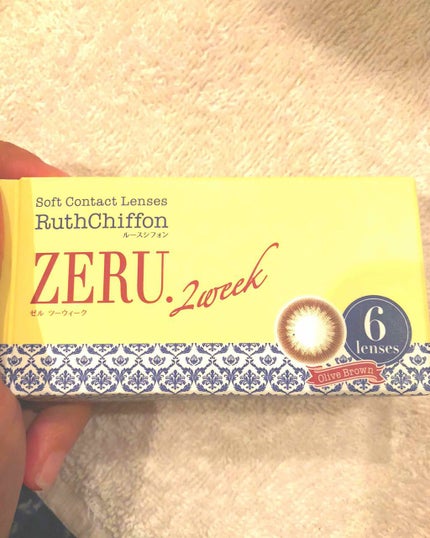 Soft Contact Lenses
RuthChiffon
ルースシフォン
ZERU. 2week
ゼル ツーウィーク
6
lenses
Olive Brown